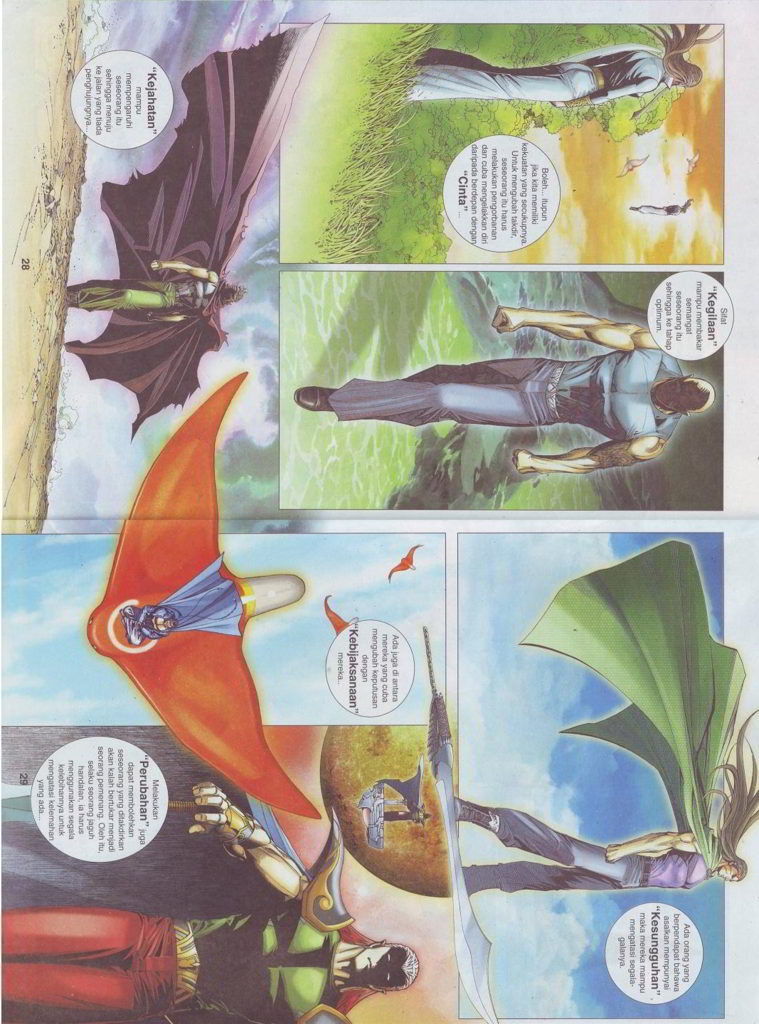 Boleh... itupun
jika kita memiliki
kekuatan yang secukupnya.
Untuk mengubah takdir,
seseorang itu harus
melakukan pengorbanan
dan cuba mengelakkan diri
daripada berdepan dengan
"Cinta"...
Sifat
"Kegilaan"
mampu membakar
semangat
seseorang itu
sehingga ke tahap
optimum.
"Kejahatan"
mampu
mempengaruhi
seseorang itu
sehingga menuju
ke jalan yang tiada
penghujungnya...
28
Ada orang yang
berpendapat bahawa
asalkan mempunyai
"Kesungguhan",
maka mereka mampu
mengatasi segala-
galanya.
Ada juga di antara
mereka yang cuba
mengubah keputusan
dengan
"Kebijaksanaan"
mereka...
Melakukan
"Perubahan" juga
dapat membolehkan
seseorang yang ditakdirkan
akan kalah bertukar menjadi
seorang pemenang. Oleh itu,
selaku seorang jaguh
handalan, ia harus
menggunakan segala
kelebihannya untuk
mengatasi kelemahan
yang ada...
29